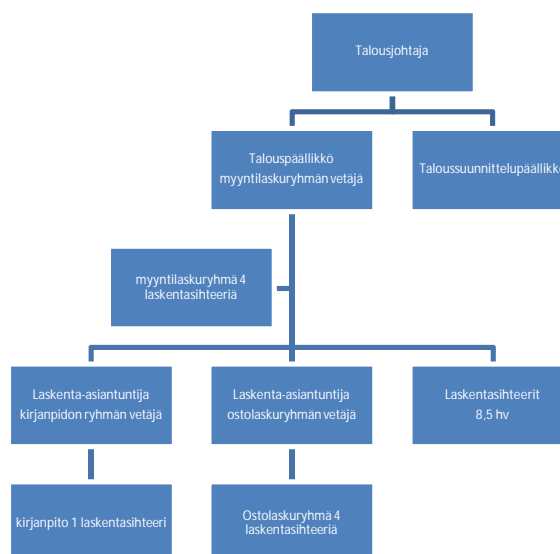 Talousjohtaja
Talouspäällikkö
myyntilaskuryhmän vetäjä
Taloussuunnittelupäällikkö
myyntilaskuryhmä 4
laskentasihteeriä
Laskenta-asiantuntija
kirjanpidon ryhmän vetäjä
Laskenta-asiantuntija
ostolaskuryhmän vetäjä
Laskentasihteerit
8,5 hv
kirjanpito 1 laskentasihteeri
Ostolaskuryhmä 4
laskentasihteeriä